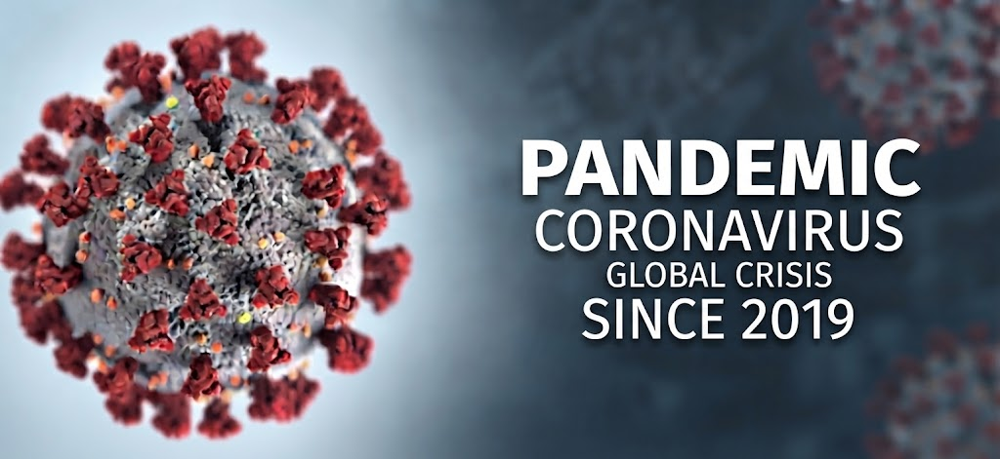 PANDEMIC
CORONAVIRUS
GLOBAL CRISIS
SINCE 2019